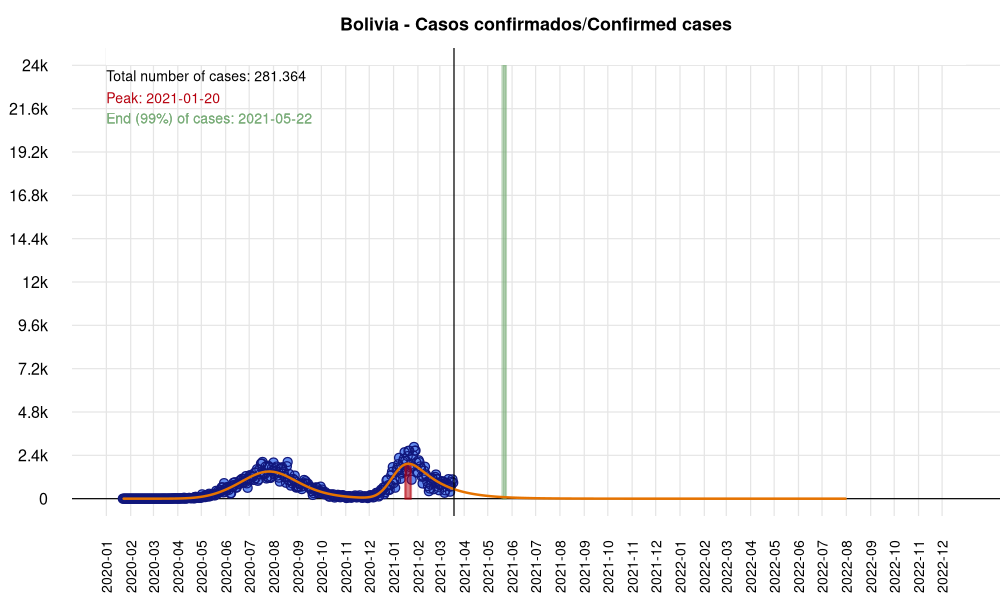 Bolivia - Casos confirmados/Confirmed cases
Total number of cases: 281.364
Peak: 2021-01-20
End (99%) of cases: 2021-05-22
24k
21.6k
19.2k
16.8k
14.4k
12k
9.6k
7.2k
4.8k
2.4k
0
2020-01
2020-02
2020-03
2020-04
2020-05
2020-06
2020-07
2020-08
2020-09
2020-10
2020-11
2020-12
2021-01
2021-02
2021-03
2021-04
2021-05
2021-06
2021-07
2021-08
2021-09
2021-10
2021-11
2021-12
2022-01
2022-02
2022-03
2022-04
2022-05
2022-06
2022-07
2022-08
2022-09
2022-10
2022-11
2022-12